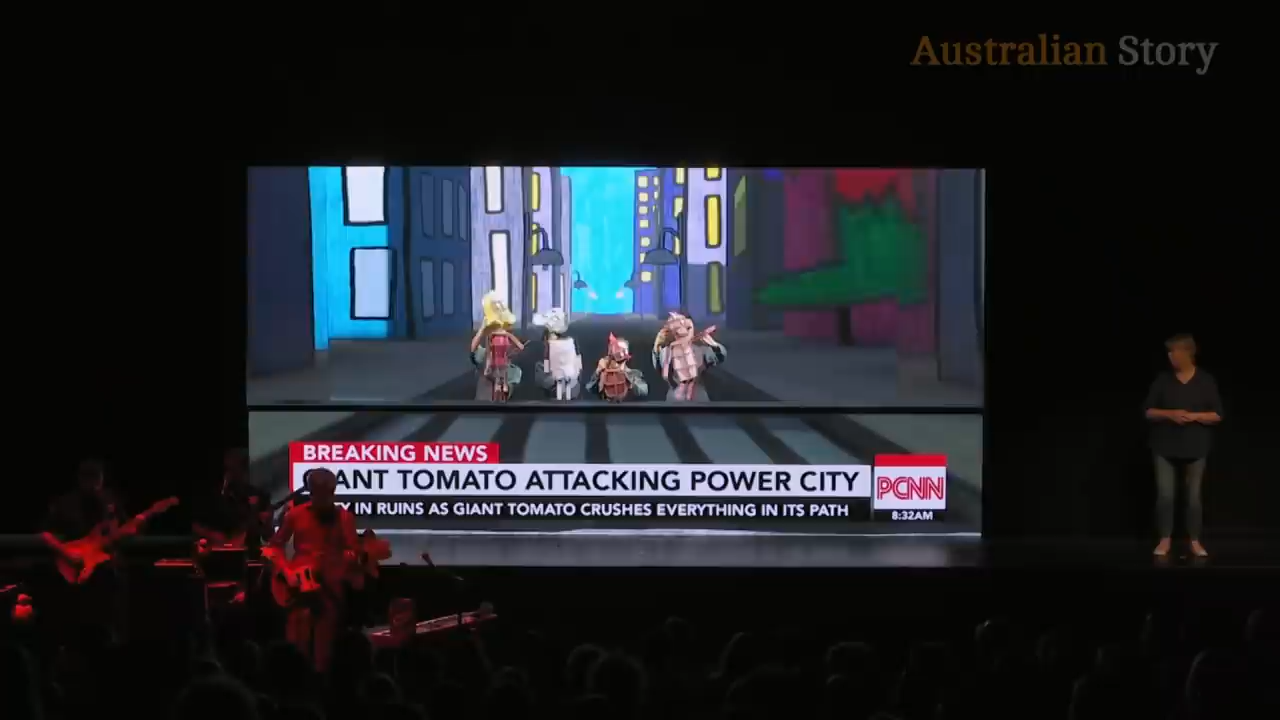 Australian Story
BREAKING NEWS
GIANT TOMATO ATTACKING POWER CITY
IN RUINS AS GIANT TOMATO CRUSHES EVERYTHING IN ITS PATH
PCNN
8:32AM